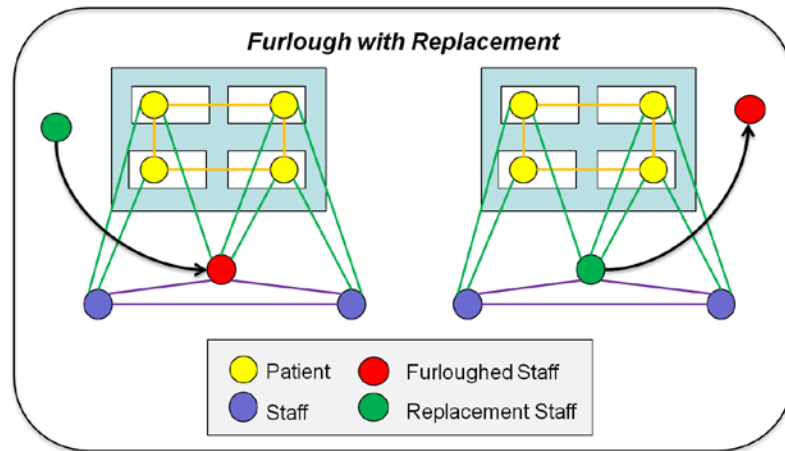 Furlough with Replacement
Patient
Furloughed Staff
Staff
Replacement Staff